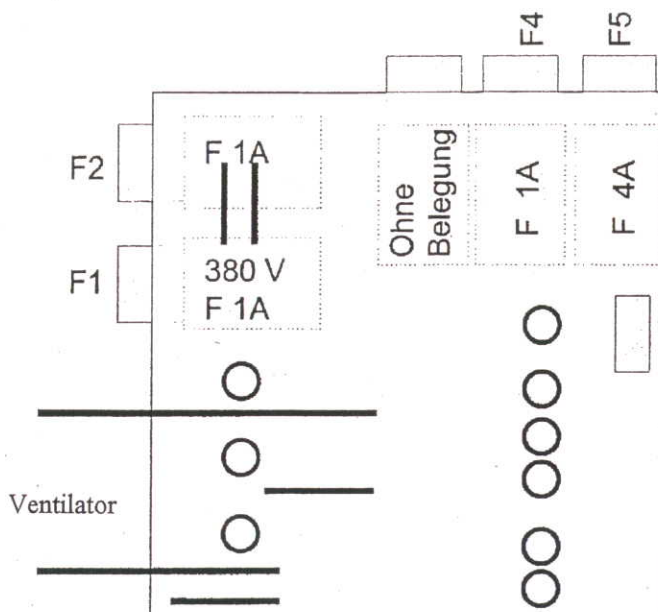 F4
F5
F2
F 1A
Ohne
Belegung
F 1A
F 4A
F1
380 V
F 1A
Ventilator